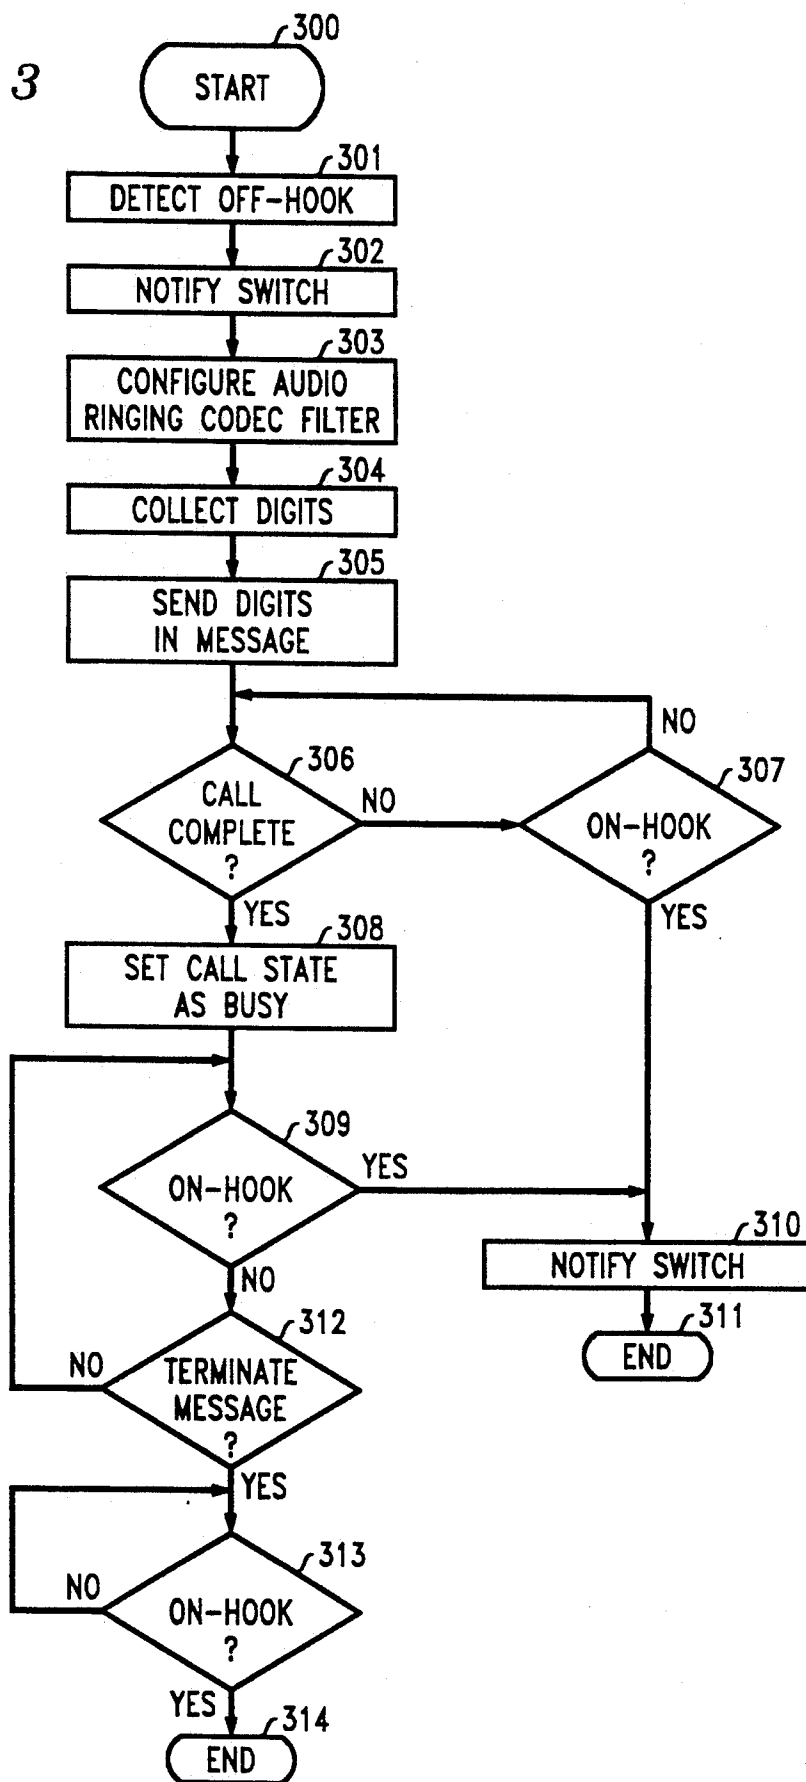 300
3
START
301
DETECT OFF-HOOK
302
NOTIFY SWITCH
303
CONFIGURE AUDIO
RINGING CODEC FILTER
304
COLLECT DIGITS
305
SEND DIGITS
IN MESSAGE
306
CALL
COMPLETE
?
NO
NO
307
ON-HOOK
?
YES
YES
308
SET CALL STATE
AS BUSY
309
ON-HOOK
?
YES
NO
310
NOTIFY SWITCH
311
END
312
TERMINATE
MESSAGE
?
NO
YES
313
ON-HOOK
?
NO
YES
314
END